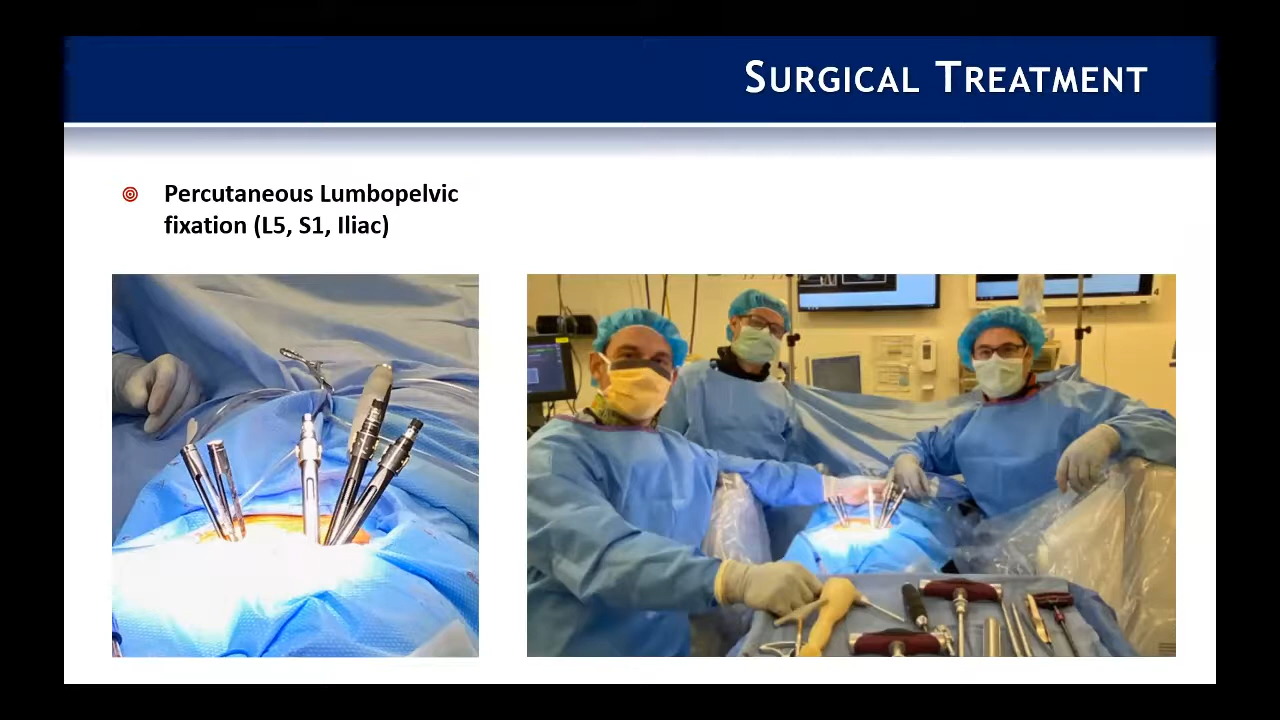 SURGICAL TREATMENT
Percutaneous Lumbopelvic
fixation (L5, S1, Iliac)